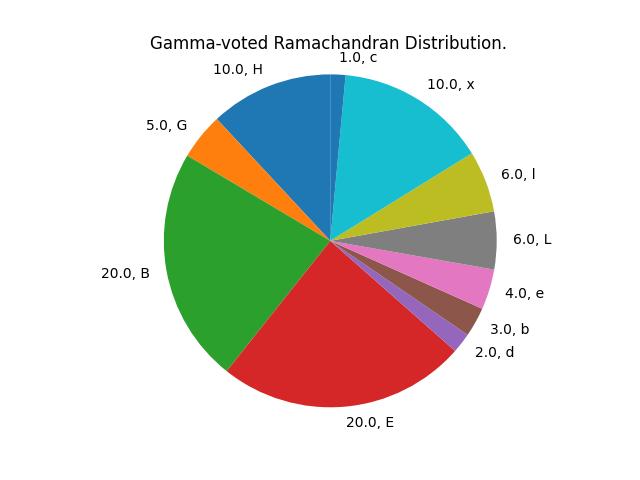 Gamma-voted Ramachandran Distribution.
1.0, c
10.0, H
10.0, x
5.0, G
6.0, l
6.0, L
20.0, B
4.0, e
3.0, b
2.0, d
20.0, E